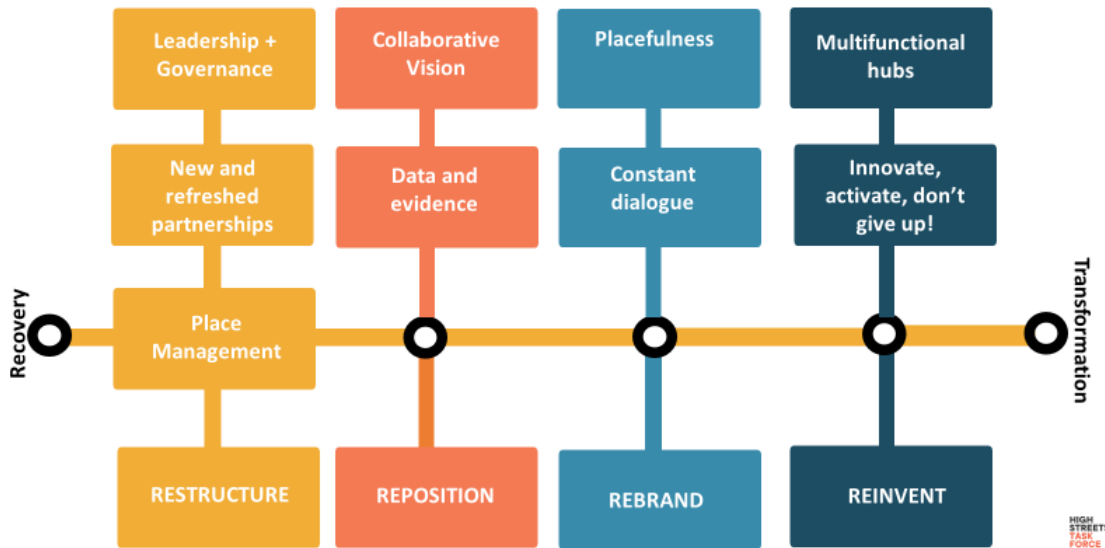 Leadership +
Governance
Collaborative
Vision
Placefulness
Multifunctional
hubs
New and
refreshed
partnerships
Data and
evidence
Constant
dialogue
Innovate,
activate, don't
give up!
Recovery
Place
Management
Transformation
RESTRUCTURE
REPOSITION
REBRAND
REINVENT
HIGH
STREETS
TASK
FORCE